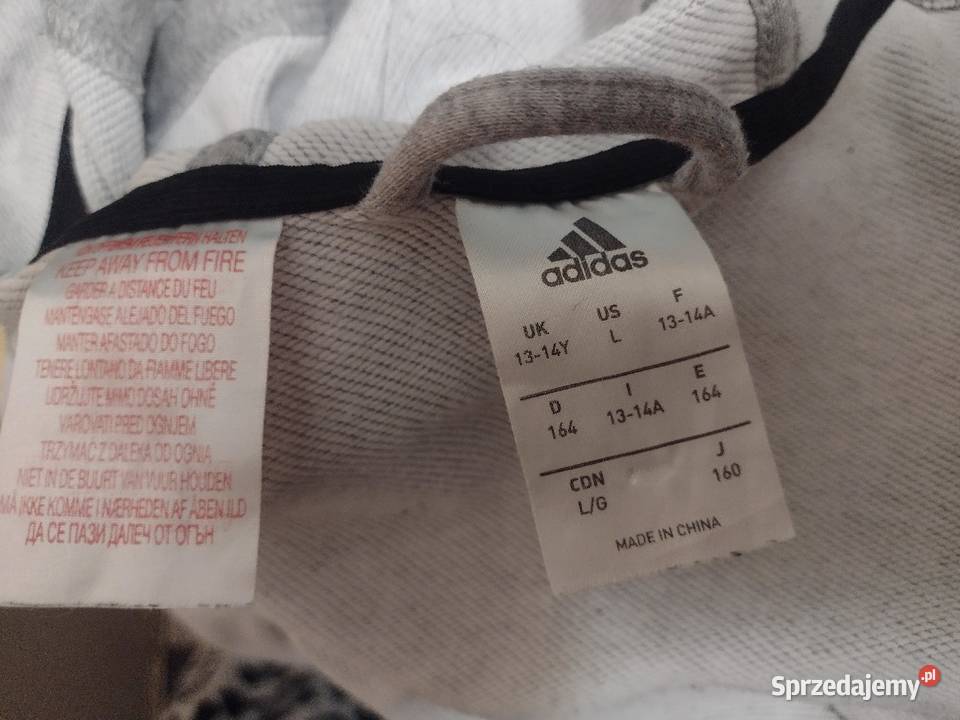 KEEP AWAY FROM FIRE
GARDER A DISTANCE DU FEU
MANTENGASE ALEJADO DEL FUEGO
MANTER AFASTADO DO FOGO
TENERE LONTANO DA FIAMME LIBERE
UDRŽUJTE MIMO DOSAH OHNĚ
VAROVATI PRED OGNJEM
TRZYMAĆ Z DALEKA OD OGNIA
NIET IN DE BUURT VAN VUUR HOUDEN
MÅ IKKE KOMME I NÆRHEDEN AF ÅBEN ILD
ДА СЕ ПАЗИ ДАЛЕЧ ОТ ОГЪН
adidas
UK US F
13-14Y L 13-14A
D I E
164 13-14A 164
CDN J
L/G 160
MADE IN CHINA
Sprzedajemy.pl